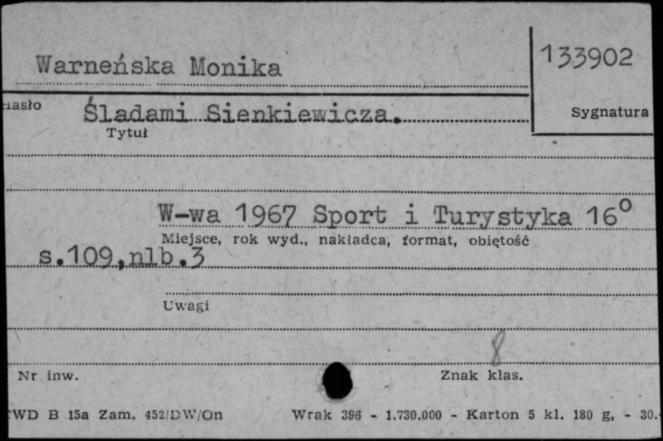 Warneńska Monika
133902
Sygnatura
Śladami Sienkiewicza.
Tytuł
W-wa 1967 Sport i Turystyka 16°
Miejsce, rok wyd., nakładca, format, objętość
s.109,nlb.3
Uwagi
8
Nr inw.
Znak klas.
WD B 15a Zam. 452/DW/On Wrak 396 - 1.730.000 - Karton 5 kl. 180 g, - 30.